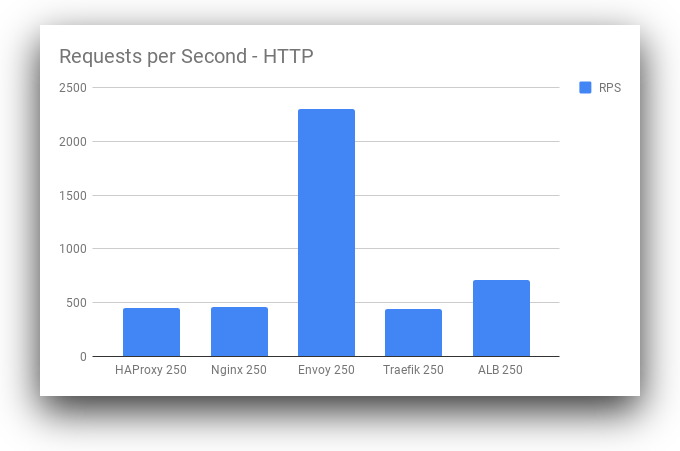 Requests per Second - HTTP
RPS
2500
2000
1500
1000
500
0
HAProxy 250 Nginx 250 Envoy 250 Traefik 250 ALB 250